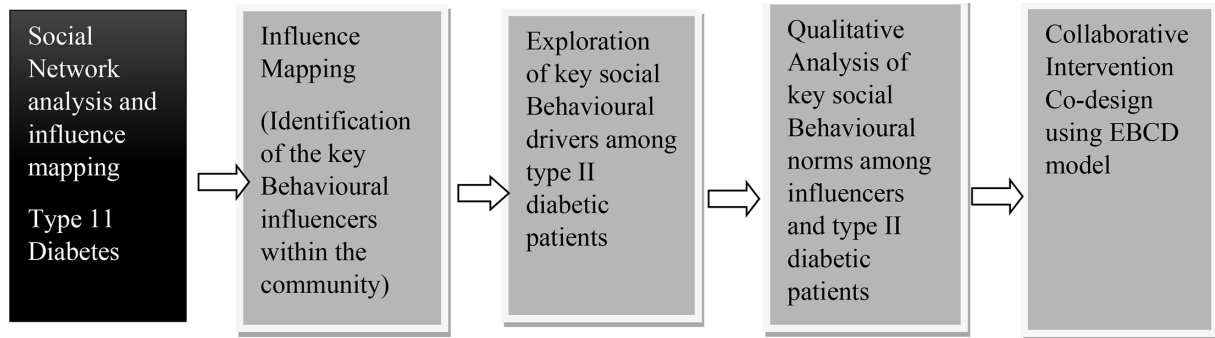 Social
Network
analysis and
influence
mapping
Type 11
Diabetes
Influence
Mapping
(Identification
of the key
Behavioural
influencers
within the
community)
Exploration
of key social
Behavioural
drivers among
type II
diabetic
patients
Qualitative
Analysis of
key social
Behavioural
norms among
influencers
and type II
diabetic
patients
Collaborative
Intervention
Co-design
using EBCD
model